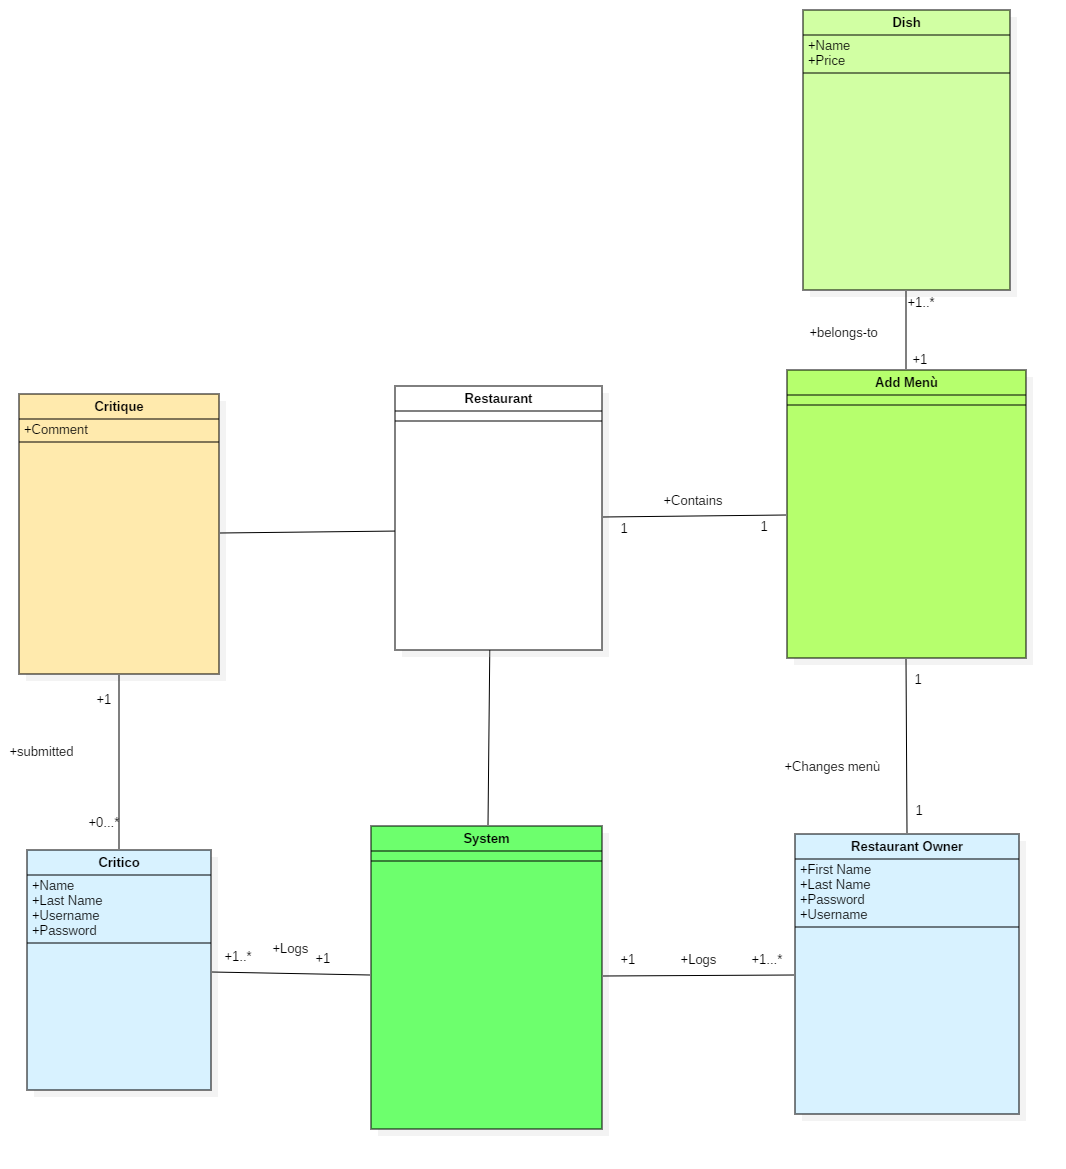 Dish
+Name
+Price
+1..*
+belongs-to
+1
Add Menù
Critique
+Comment
Restaurant
+Contains
1
1
+1
+submitted
+0...*
1
+Changes menù
1
Critico
+Name
+Last Name
+Username
+Password
System
Restaurant Owner
+First Name
+Last Name
+Password
+Username
+1..*
+Logs
+1
+1
+Logs
+1...*